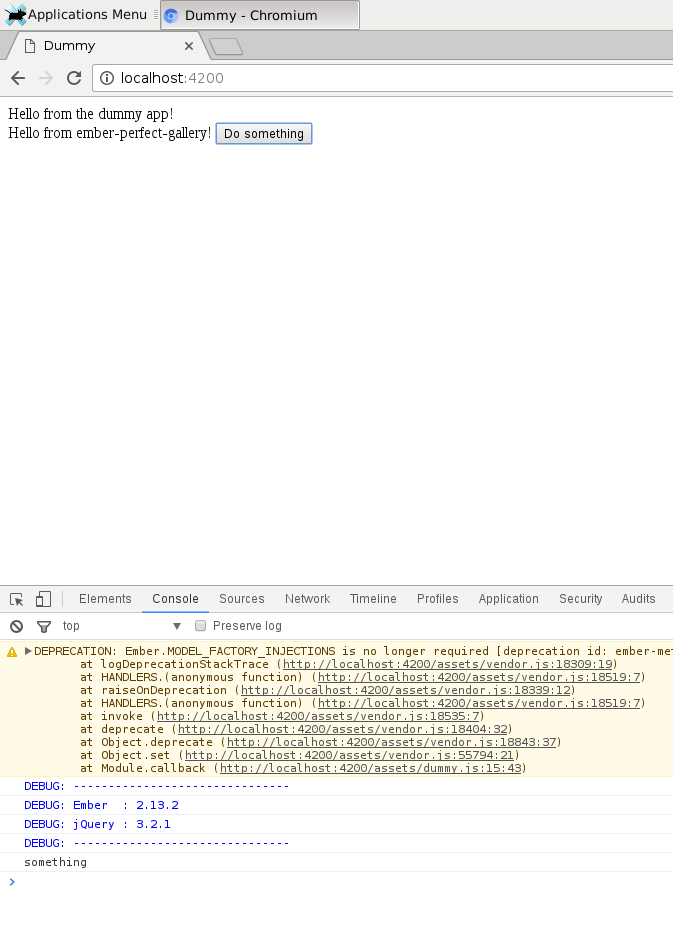 Applications Menu Dummy - Chromium
Dummy
localhost:4200
Hello from the dummy app!
Hello from ember-perfect-gallery! Do something
Elements Console Sources Network Timeline Profiles Application Security Audits
top Preserve log
DEPRECATION: Ember.MODEL_FACTORY_INJECTIONS is no longer required [deprecation id: ember-met
at logDeprecationStackTrace (http://localhost:4200/assets/vendor.js:18309:19)
at HANDLERS.(anonymous function) (http://localhost:4200/assets/vendor.js:18519:7)
at raiseOnDeprecation (http://localhost:4200/assets/vendor.js:18339:12)
at HANDLERS.(anonymous function) (http://localhost:4200/assets/vendor.js:18519:7)
at invoke (http://localhost:4200/assets/vendor.js:18535:7)
at deprecate (http://localhost:4200/assets/vendor.js:18404:32)
at Object.deprecate (http://localhost:4200/assets/vendor.js:18843:37)
at Object.set (http://localhost:4200/assets/vendor.js:55794:21)
at Module.callback (http://localhost:4200/assets/dummy.js:15:43)
DEBUG: -------------------------------
DEBUG: Ember  : 2.13.2
DEBUG: jQuery : 3.2.1
DEBUG: -------------------------------
something